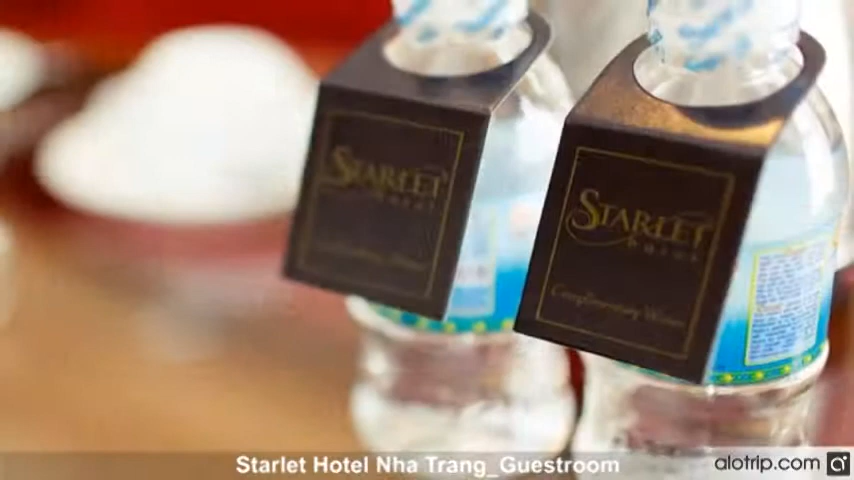 STARLET
hotel
STARLET
hotel
Complimentary Water
Starlet Hotel Nha Trang_Guestroom
alotrip.com